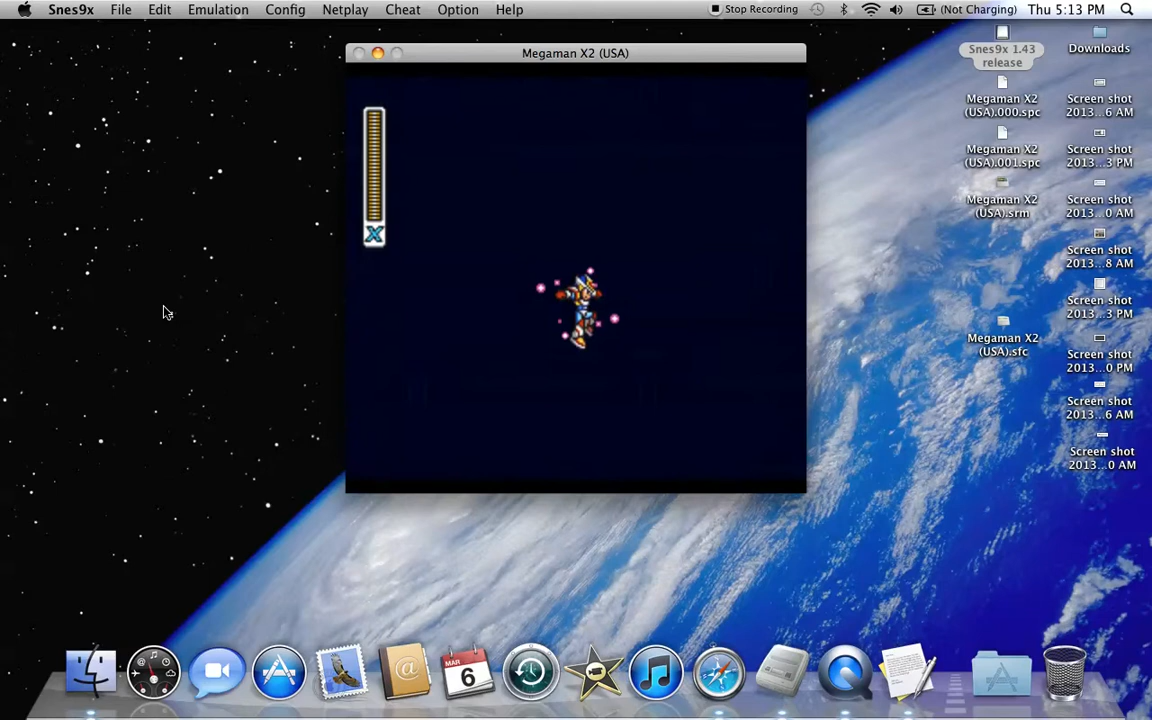 Snes9x File Edit Emulation Config Netplay Cheat Option Help Stop Recording (Not Charging) Thu 5:13 PM
Megaman X2 (USA)
X
Snes9x 1.43
release
Megaman X2
(USA).000.spc
Megaman X2
(USA).001.spc
Megaman X2
(USA).srm
Megaman X2
(USA).sfc
Downloads
Screen shot
2013...6 AM
Screen shot
2013...3 PM
Screen shot
2013...0 AM
Screen shot
2013...8 AM
Screen shot
2013...3 PM
Screen shot
2013...0 PM
Screen shot
2013...6 AM
Screen shot
2013...0 AM
MAR
6